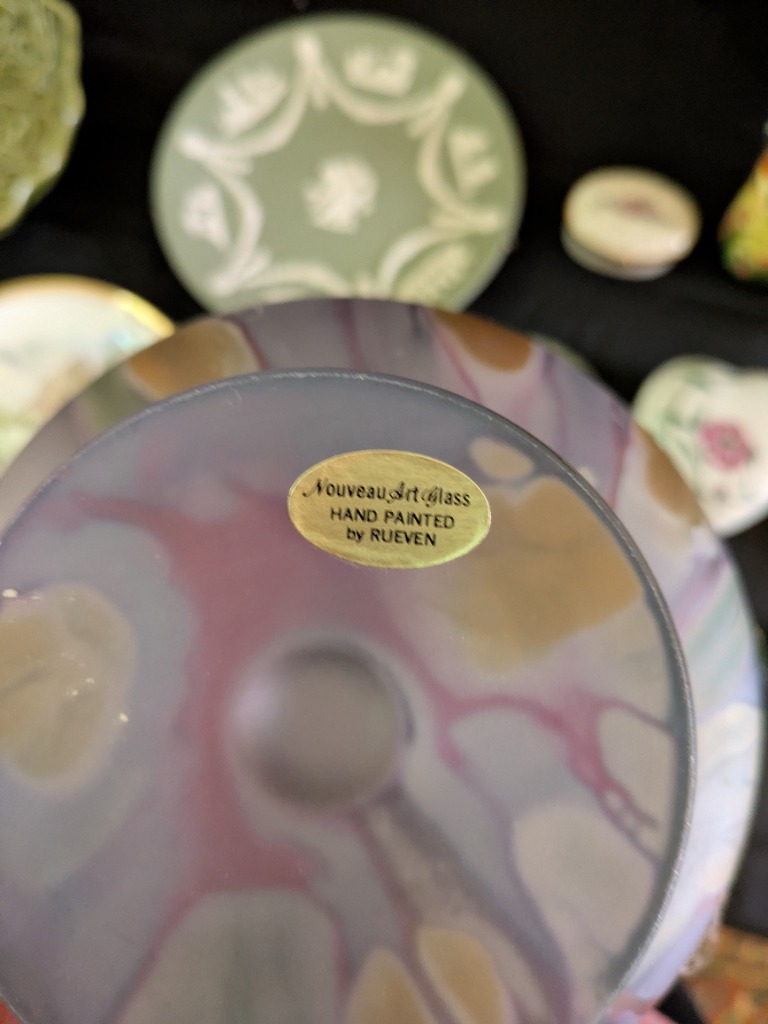 Nouveau Art Glass
HAND PAINTED
by RUEVEN